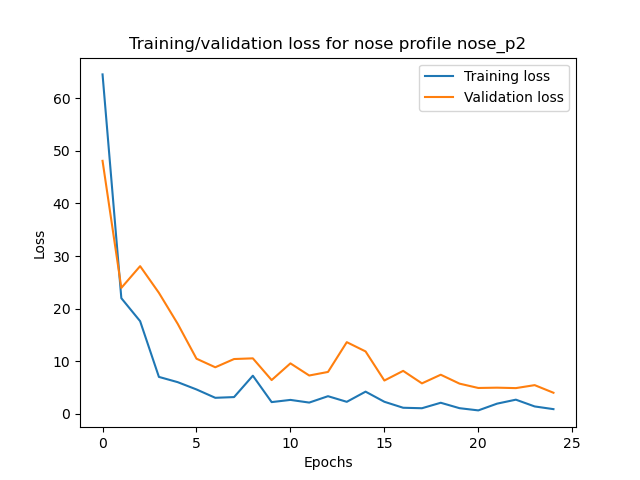 Training/validation loss for nose profile nose_p2
Training loss
Validation loss
Loss
60
50
40
30
20
10
0
0 5 10 15 20 25
Epochs